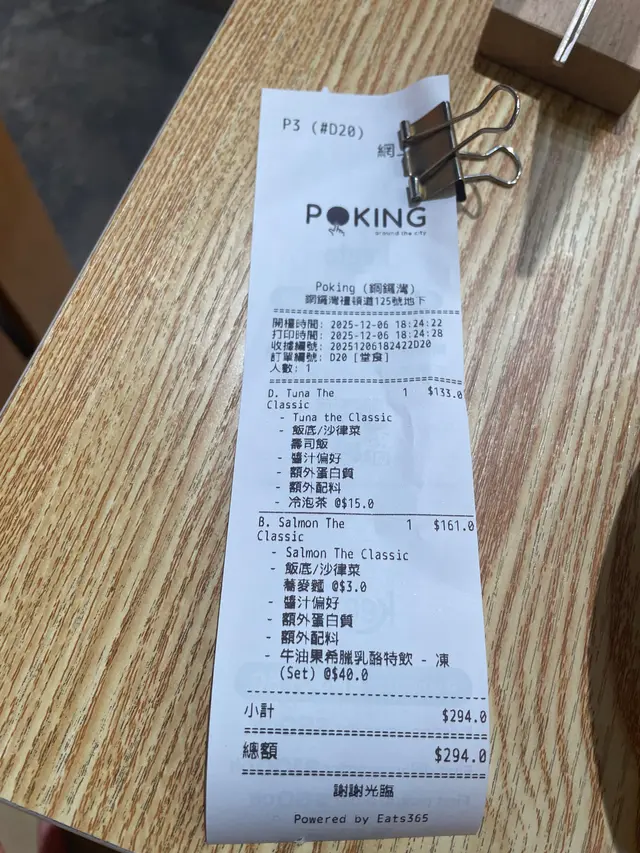 P3 (#D20)
網
POKING
around the city
Poking (銅鑼灣)
銅鑼灣禮頓道125號地下
開檯時間: 2025-12-06 18:24:22
打印時間: 2025-12-06 18:24:28
收據編號: 20251206182422D20
訂單編號: D20 [堂食]
人數: 1
D. Tuna The 1 $133.0
Classic
- Tuna the Classic
- 飯底/沙律菜
壽司飯
- 醬汁偏好
- 額外蛋白質
- 額外配料
- 冷泡茶 @$15.0
B. Salmon The 1 $161.0
Classic
- Salmon The Classic
- 飯底/沙律菜
蕎麥麵 @$3.0
- 醬汁偏好
- 額外蛋白質
- 額外配料
- 牛油果希臘乳酪特飲 - 凍
(Set) @$40.0
小計 $294.0
總額 $294.0
謝謝光臨
Powered by Eats365